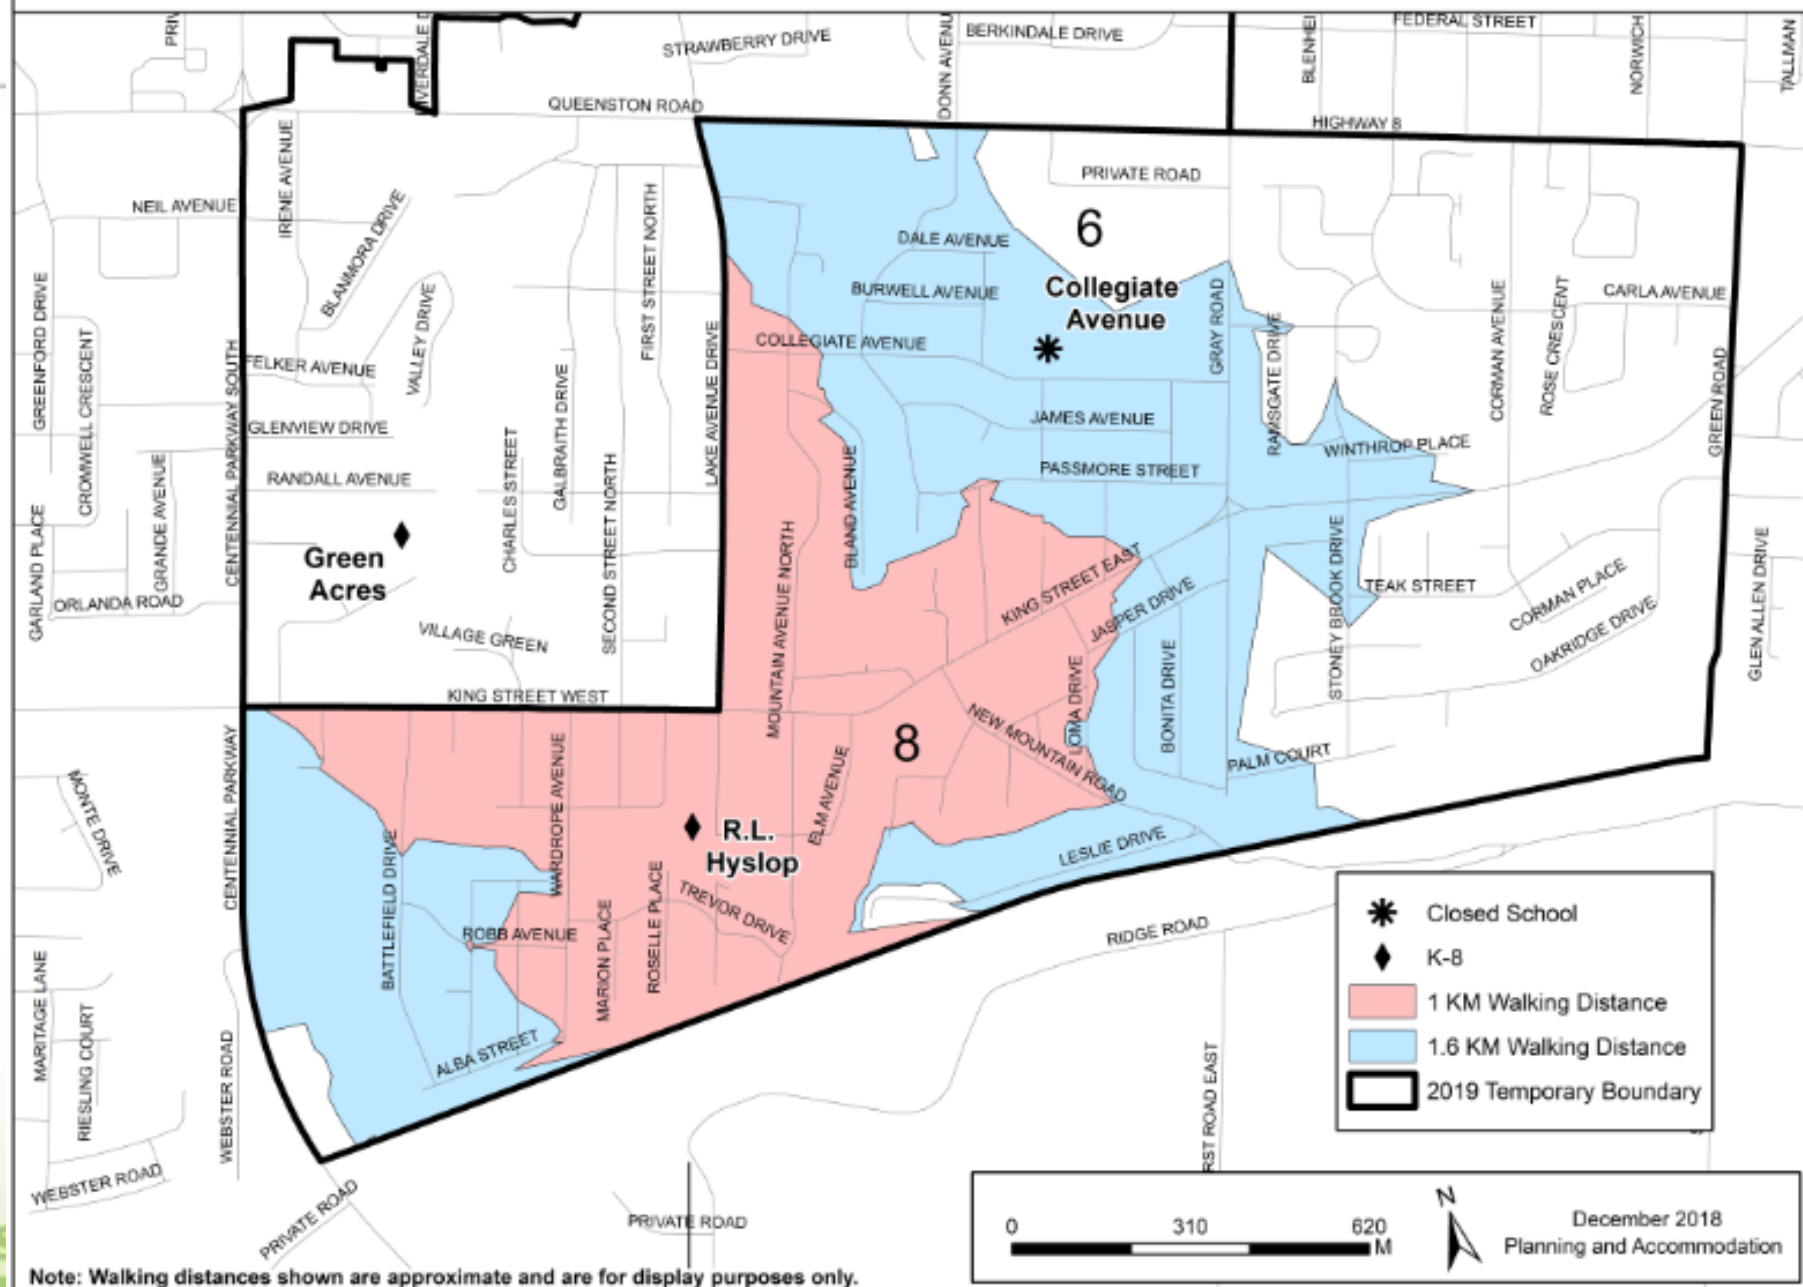 STRAWBERRY DRIVE
BERKINDALE DRIVE
FEDERAL STREET
NORWICH
TALLMAN
QUEENSTON ROAD
HIGHWAY 8
IRENE AVENUE
NEIL AVENUE
BLANMORA DRIVE
FIRST STREET NORTH
PRIVATE ROAD
6
DALE AVENUE
BURWELL AVENUE
Collegiate
Avenue
COLLEGIATE AVENUE
GRAY ROAD
RAMSGATE DRIVE
CORMAN AVENUE
ROSE CRESCENT
CARLA AVENUE
GREENFORD DRIVE
CROMWELL CRESCENT
CENTENNIAL PARKWAY SOUTH
FELKER AVENUE
VALLEY DRIVE
GALBRAITH DRIVE
LAKE AVENUE DRIVE
GREEN ROAD
GLENVIEW DRIVE
JAMES AVENUE
WINTHROP PLACE
RANDALL AVENUE
CHARLES STREET
SECOND STREET NORTH
BLAND AVENUE
PASSMORE STREET
GARLAND PLACE
GRANDE AVENUE
Green
Acres
MOUNTAIN AVENUE NORTH
KING STREET EAST
JASPER DRIVE
STONEY BROOK DRIVE
TEAK STREET
CORMAN PLACE
OAKRIDGE DRIVE
GLEN ALLEN DRIVE
ORLANDA ROAD
VILLAGE GREEN
KING STREET WEST
8
NEW MOUNTAIN ROAD
LOMA DRIVE
BONITA DRIVE
PALM COURT
MONTE DRIVE
CENTENNIAL PARKWAY
WARDROPE AVENUE
ELM AVENUE
R.L.
Hyslop
BATTLEFIELD DRIVE
LESLIE DRIVE
TREVOR DRIVE
ROBB AVENUE
MARION PLACE
ROSELLE PLACE
RIDGE ROAD
MARITAGE LANE
RIESLING COURT
WEBSTER ROAD
ALBA STREET
RST ROAD EAST
WEBSTER ROAD
PRIVATE ROAD
PRIVATE ROAD
Closed School
K-8
1 KM Walking Distance
1.6 KM Walking Distance
2019 Temporary Boundary
0 310 620
M
N
December 2018
Planning and Accommodation
Note: Walking distances shown are approximate and are for display purposes only.